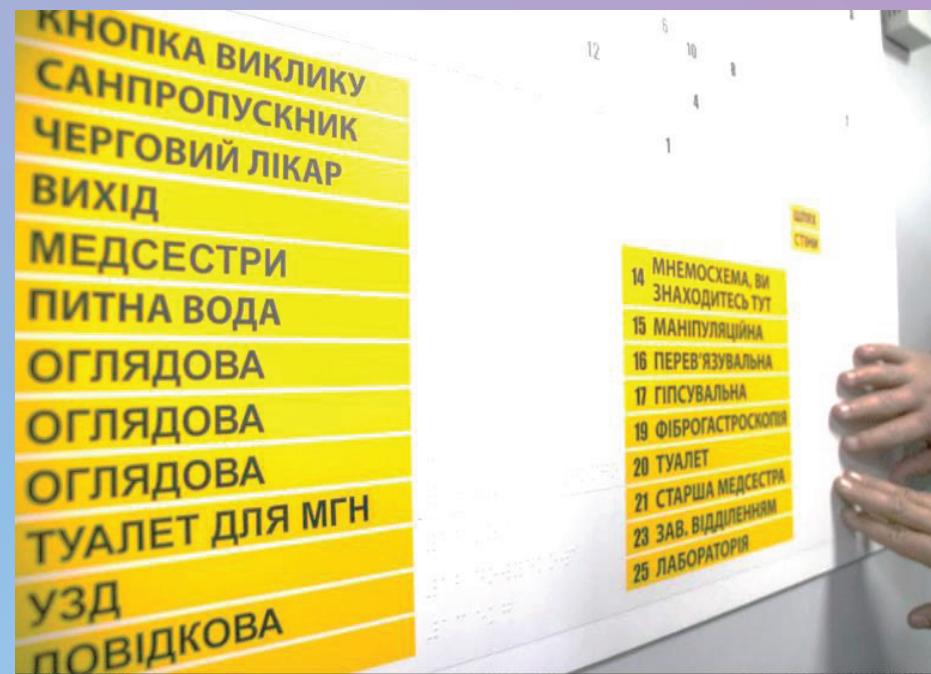 КНОПКА ВИКЛИКУ
САНПРОПУСКНИК
ЧЕРГОВИЙ ЛІКАР
ВИХІД
МЕДСЕСТРИ
ПИТНА ВОДА
ОГЛЯДОВА
ОГЛЯДОВА
ОГЛЯДОВА
ТУАЛЕТ ДЛЯ МГН
УЗД
ДОВІДКОВА
6
12
10
8
4
1
ШЛЯХ
СТІНИ
14 МНЕМОСХЕМА, ВИ
ЗНАХОДИТЕСЬ ТУТ
15 МАНІПУЛЯЦІЙНА
16 ПЕРЕВ'ЯЗУВАЛЬНА
17 ГІПСУВАЛЬНА
19 ФІБРОГАСТРОСКОПІЯ
20 ТУАЛЕТ
21 СТАРША МЕДСЕСТРА
23 ЗАВ. ВІДДІЛЕННЯМ
25 ЛАБОРАТОРІЯ